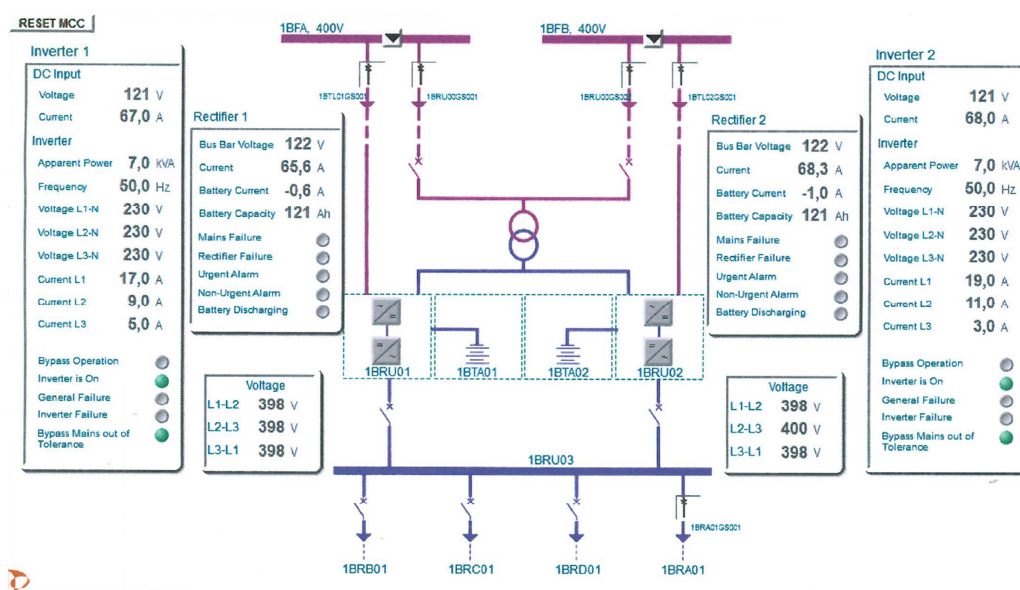 RESET MCC
1BFA, 400V
1BFB, 400V
Inverter 1
DC Input
Voltage 121 V
Current 67,0 A
Inverter
Apparent Power 7,0 kVA
Frequency 50,0 Hz
Voltage L1-N 230 V
Voltage L2-N 230 V
Voltage L3-N 230 V
Current L1 17,0 A
Current L2 9,0 A
Current L3 5,0 A
Bypass Operation
Inverter is On
General Failure
Inverter Failure
Bypass Mains out of
Tolerance
Rectifier 1
Bus Bar Voltage 122 V
Current 65,6 A
Battery Current -0,6 A
Battery Capacity 121 Ah
Mains Failure
Rectifier Failure
Urgent Alarm
Non-Urgent Alarm
Battery Discharging
Voltage
L1-L2 398 V
L2-L3 398 V
L3-L1 398 V
1BTL01GS001
1BRU00GS001
1BRU00GS002
1BTL02GS001
1BRU01
1BTA01
1BTA02
1BRU02
1BRU03
1BRA01GS001
1BRB01
1BRC01
1BRD01
1BRA01
Rectifier 2
Bus Bar Voltage 122 V
Current 68,3 A
Battery Current -1,0 A
Battery Capacity 121 Ah
Mains Failure
Rectifier Failure
Urgent Alarm
Non-Urgent Alarm
Battery Discharging
Voltage
L1-L2 398 V
L2-L3 400 V
L3-L1 398 V
Inverter 2
DC Input
Voltage 121 V
Current 68,0 A
Inverter
Apparent Power 7,0 kVA
Frequency 50,0 Hz
Voltage L1-N 230 V
Voltage L2-N 230 V
Voltage L3-N 230 V
Current L1 19,0 A
Current L2 11,0 A
Current L3 3,0 A
Bypass Operation
Inverter is On
General Failure
Inverter Failure
Bypass Mains out of
Tolerance